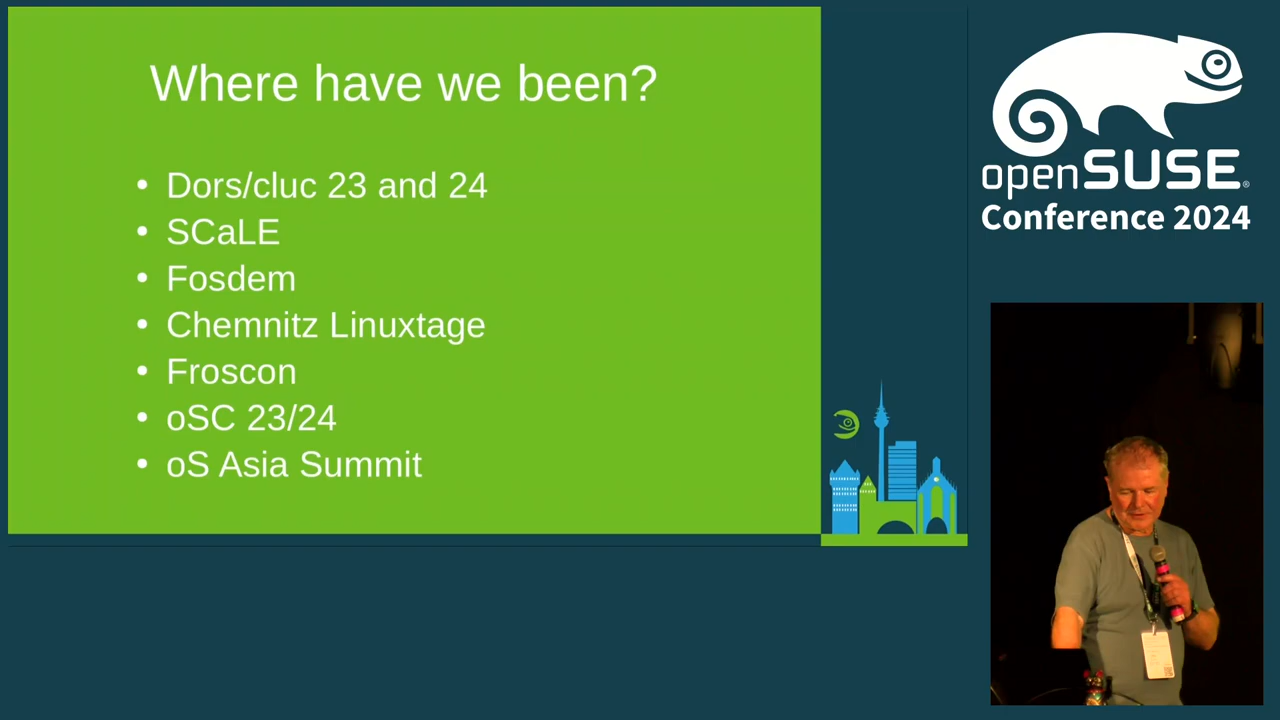 Where have we been?
• Dors/cluc 23 and 24
• SCaLE
• Fosdem
• Chemnitz Linuxtage
• Froscon
• oSC 23/24
• oS Asia Summit
openSUSE®
Conference 2024